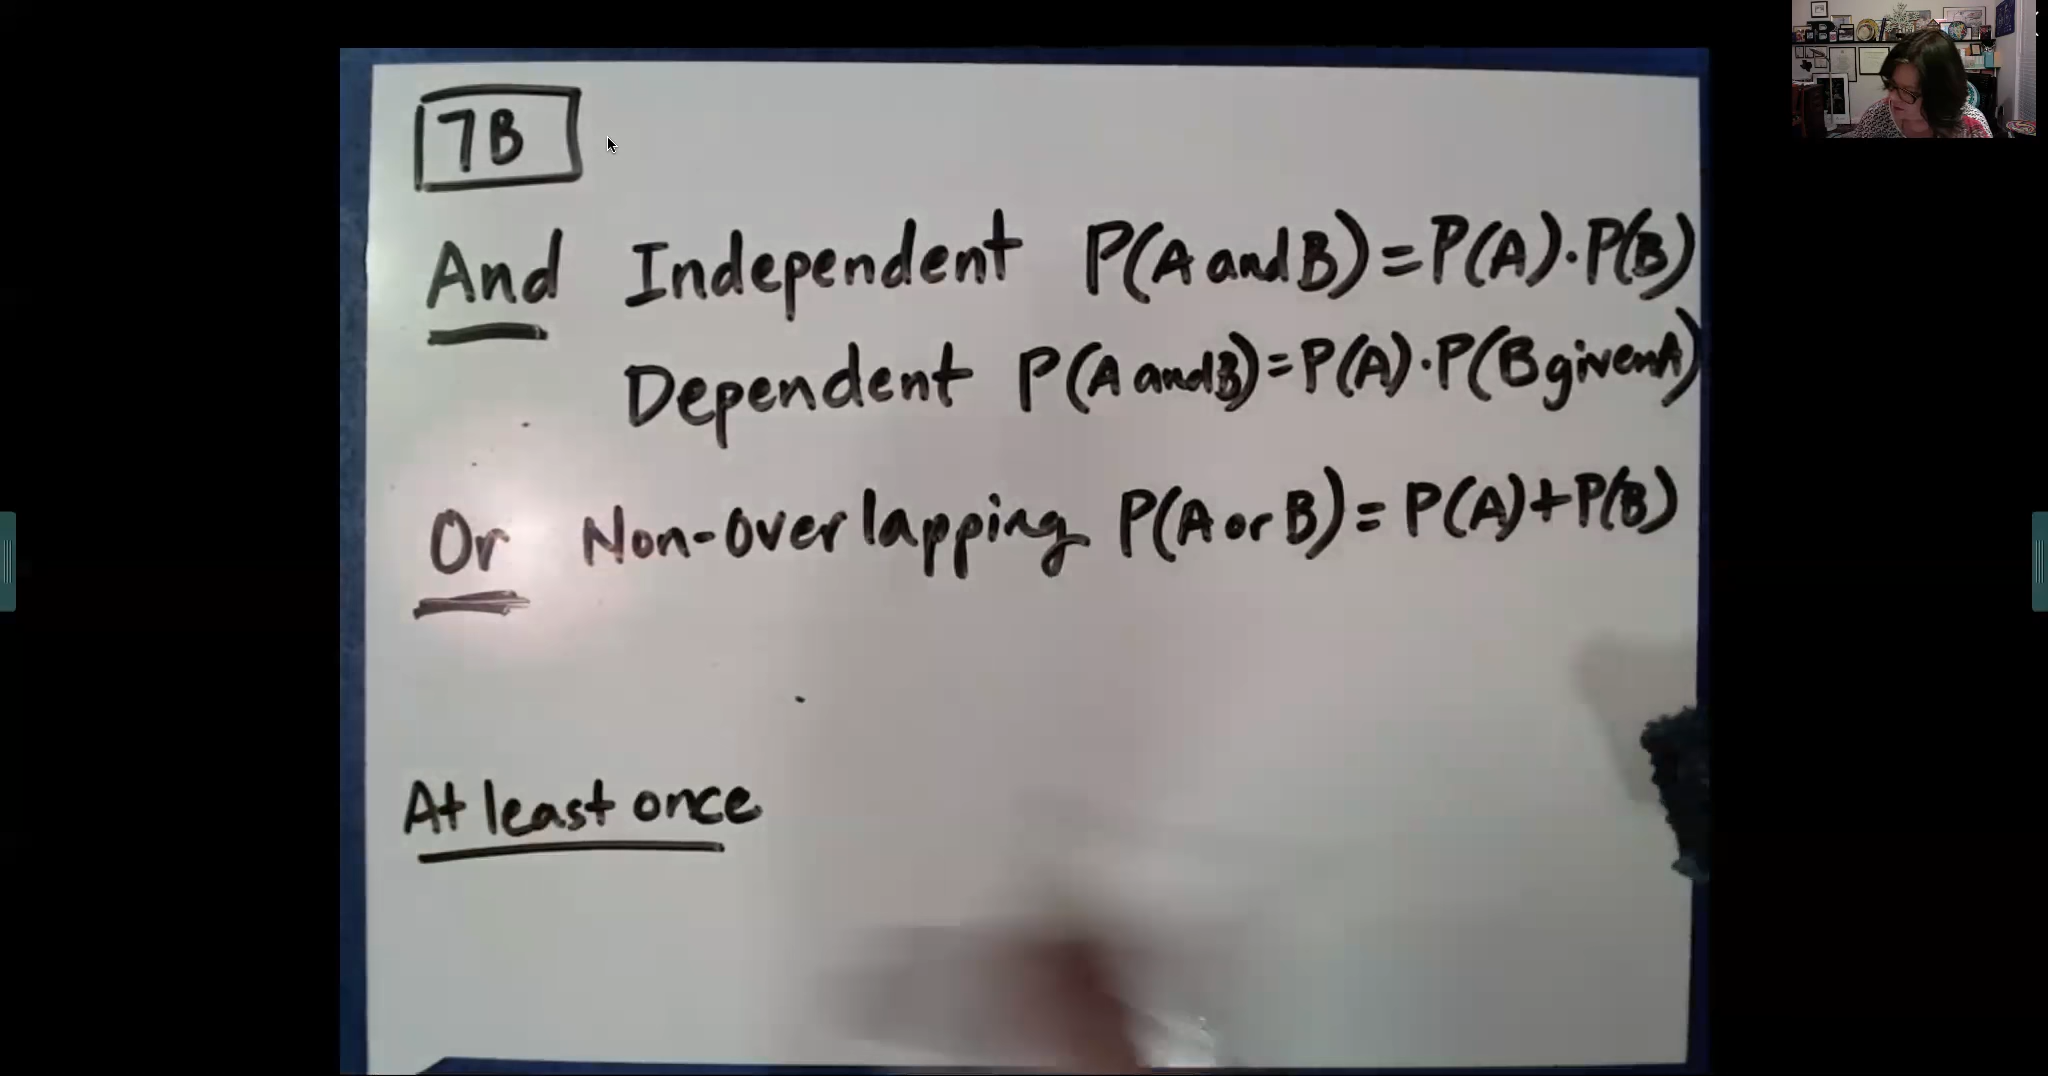 7B
And Independent P(A and B) = P(A) · P(B)
Dependent P(A and B) = P(A) · P(B given A)
Or Non-Overlapping P(A or B) = P(A) + P(B)
At least once